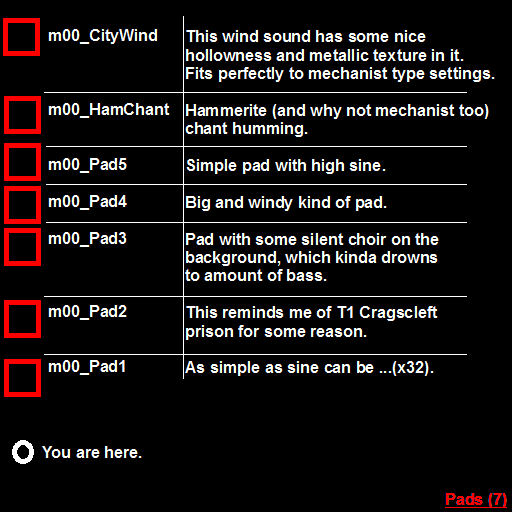 m00_CityWind
This wind sound has some nice
hollowness and metallic texture in it.
Fits perfectly to mechanist type settings.
m00_HamChant
Hammerite (and why not mechanist too)
chant humming.
m00_Pad5
Simple pad with high sine.
m00_Pad4
Big and windy kind of pad.
m00_Pad3
Pad with some silent choir on the
background, which kinda drowns
to amount of bass.
m00_Pad2
This reminds me of T1 Cragscleft
prison for some reason.
m00_Pad1
As simple as sine can be ...(x32).
You are here.
Pads (7)